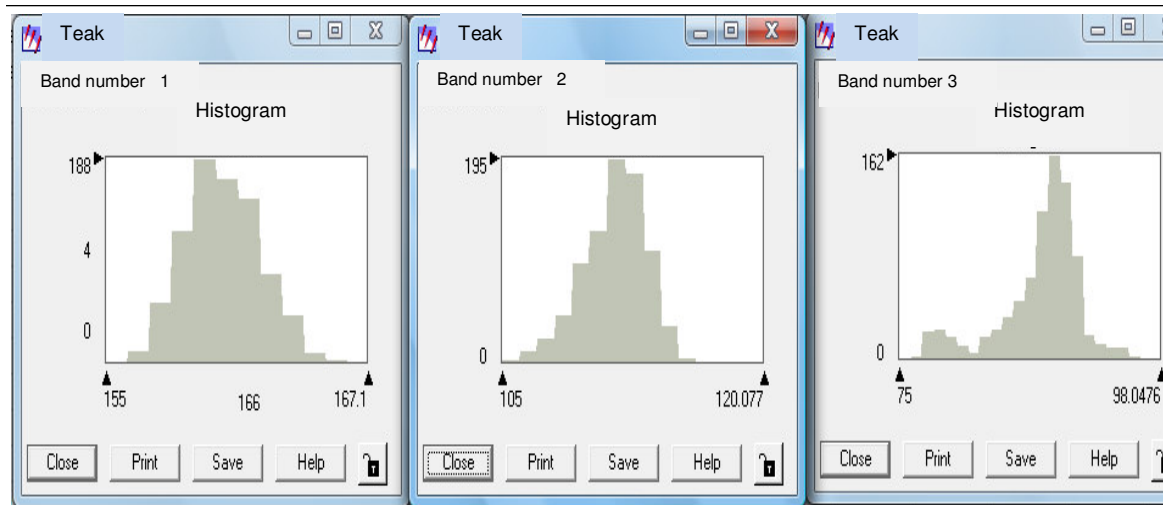 Teak
Band number 1
Histogram
188
4
0
155 166 167.1
Close Print Save Help
Teak
Band number 2
Histogram
195
0
105 120.077
Close Print Save Help
Teak
Band number 3
Histogram
162
0
75 98.0476
Close Print Save Help